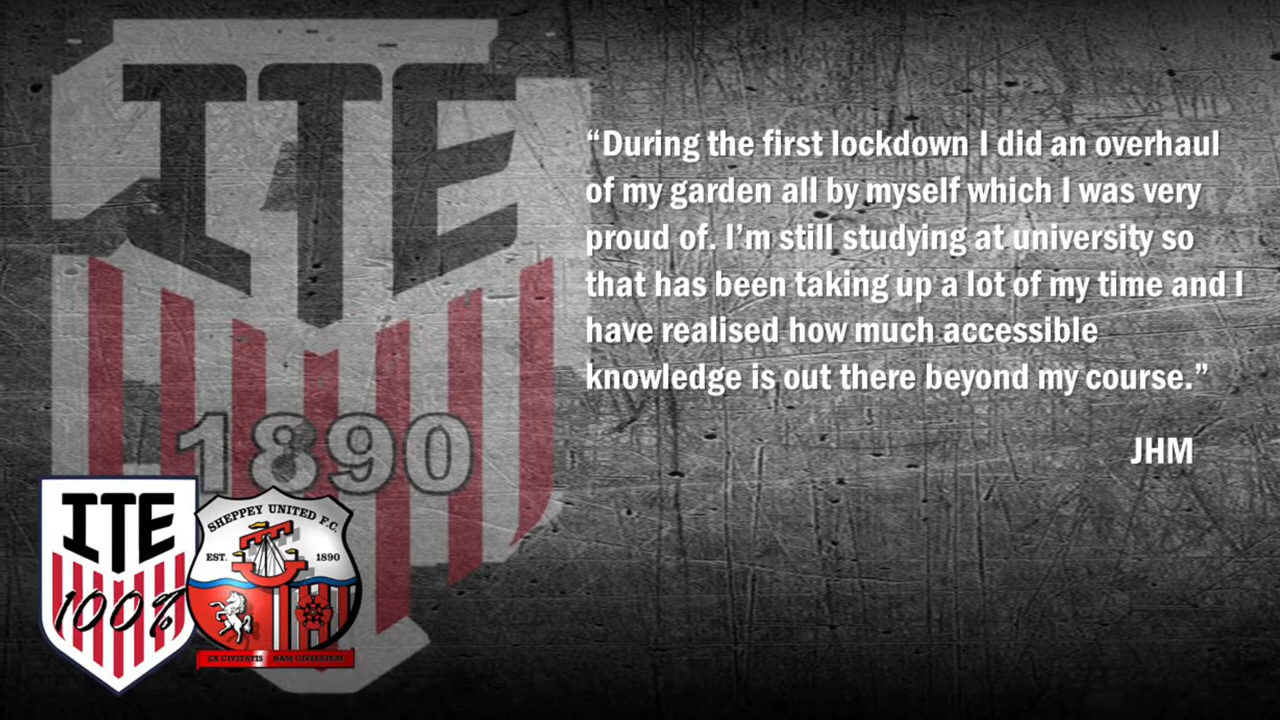 ITE
1890
“During the first lockdown I did an overhaul
of my garden all by myself which I was very
proud of. I’m still studying at university so
that has been taking up a lot of my time and I
have realised how much accessible
knowledge is out there beyond my course.”
JHM
ITE
100%
SHEPPEY UNITED F.C.
EST. 1890
EX CIVITATIS NAM CIVITATEM